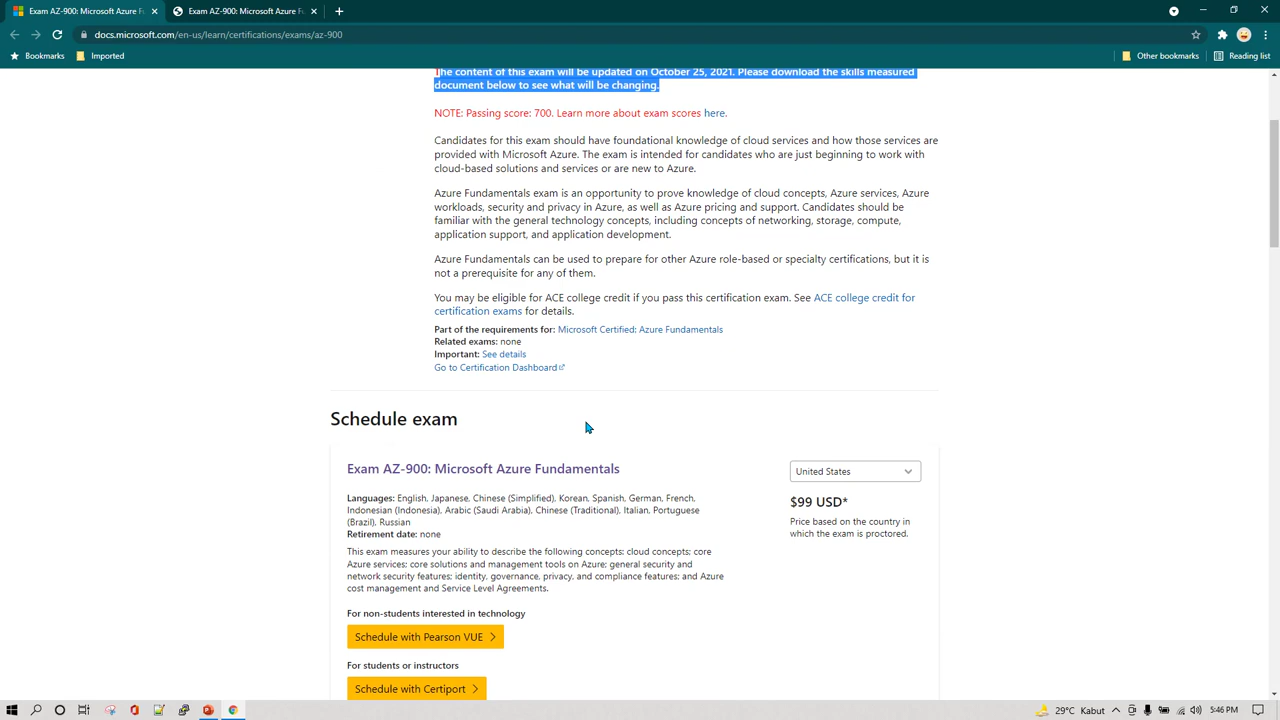 Exam AZ-900: Microsoft Azure F
Exam AZ-900: Microsoft Azure F
docs.microsoft.com/en-us/learn/certifications/exams/az-900
Bookmarks
Imported
Other bookmarks
Reading list
The content of this exam will be updated on October 25, 2021. Please download the skills measured
document below to see what will be changing.
NOTE: Passing score: 700. Learn more about exam scores here.
Candidates for this exam should have foundational knowledge of cloud services and how those services are
provided with Microsoft Azure. The exam is intended for candidates who are just beginning to work with
cloud-based solutions and services or are new to Azure.
Azure Fundamentals exam is an opportunity to prove knowledge of cloud concepts, Azure services, Azure
workloads, security and privacy in Azure, as well as Azure pricing and support. Candidates should be
familiar with the general technology concepts, including concepts of networking, storage, compute,
application support, and application development.
Azure Fundamentals can be used to prepare for other Azure role-based or specialty certifications, but it is
not a prerequisite for any of them.
You may be eligible for ACE college credit if you pass this certification exam. See ACE college credit for
certification exams for details.
Part of the requirements for: Microsoft Certified: Azure Fundamentals
Related exams: none
Important: See details
Go to Certification Dashboard
Schedule exam
Exam AZ-900: Microsoft Azure Fundamentals
Languages: English, Japanese, Chinese (Simplified), Korean, Spanish, German, French,
Indonesian (Indonesia), Arabic (Saudi Arabia), Chinese (Traditional), Italian, Portuguese
(Brazil), Russian
Retirement date: none
This exam measures your ability to describe the following concepts: cloud concepts; core
Azure services; core solutions and management tools on Azure; general security and
network security features; identity, governance, privacy, and compliance features; and Azure
cost management and Service Level Agreements.
United States
$99 USD*
Price based on the country in
which the exam is proctored.
For non-students interested in technology
Schedule with Pearson VUE
For students or instructors
Schedule with Certiport
29°C Kabut
5:46 PM